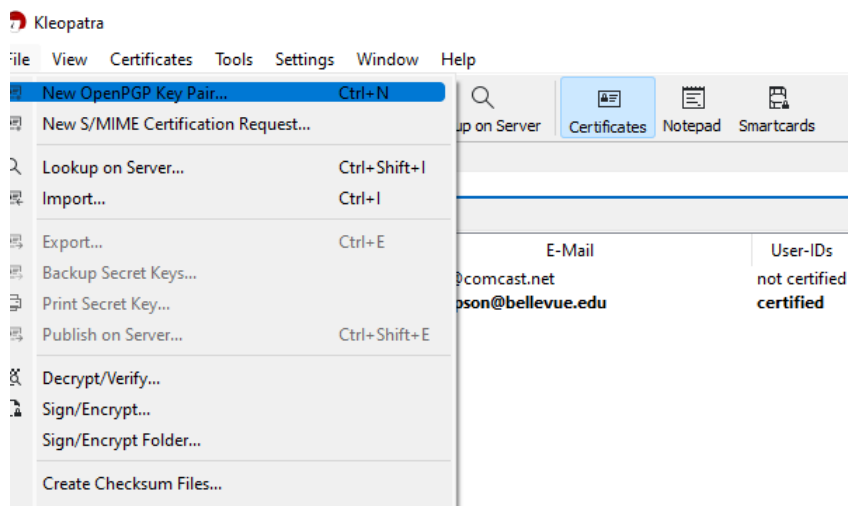 Kleopatra
File View Certificates Tools Settings Window Help
New OpenPGP Key Pair... Ctrl+N
New S/MIME Certification Request...
Lookup on Server... Ctrl+Shift+I
Import... Ctrl+I
Export... Ctrl+E
Backup Secret Keys...
Print Secret Key...
Publish on Server... Ctrl+Shift+E
Decrypt/Verify...
Sign/Encrypt...
Sign/Encrypt Folder...
Create Checksum Files...
up on Server Certificates Notepad Smartcards
E-Mail User-IDs
@comcast.net not certified
pson@bellevue.edu certified